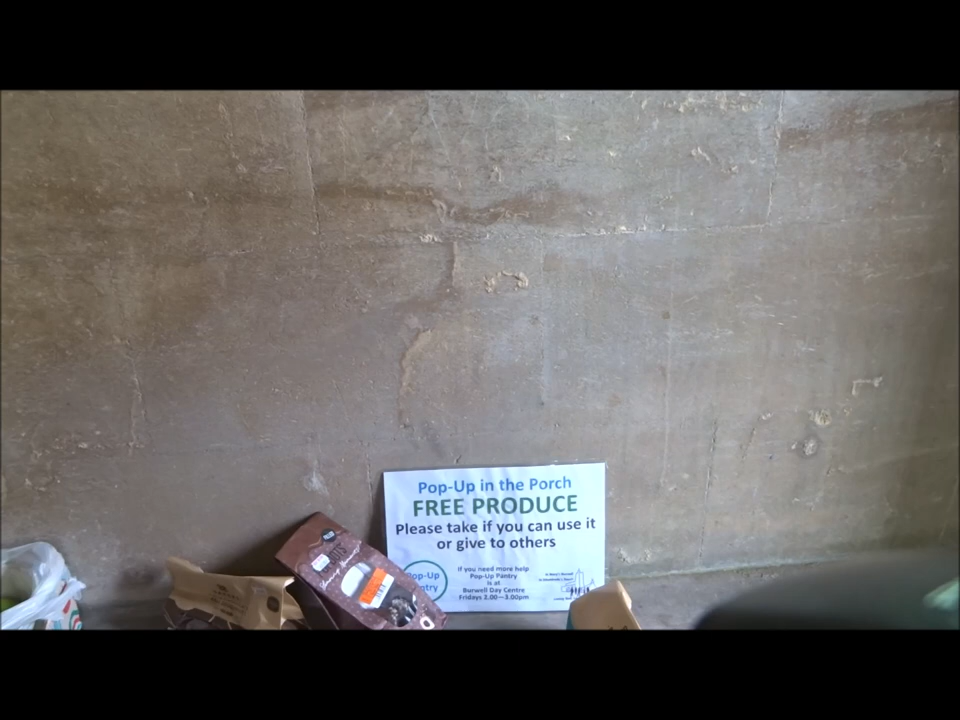 Pop-Up in the Porch
FREE PRODUCE
Please take if you can use it
or give to others
If you need more help
Pop-Up Pantry
is at
Burwell Day Centre
Fridays 2.00—3.00pm
Pop-Up